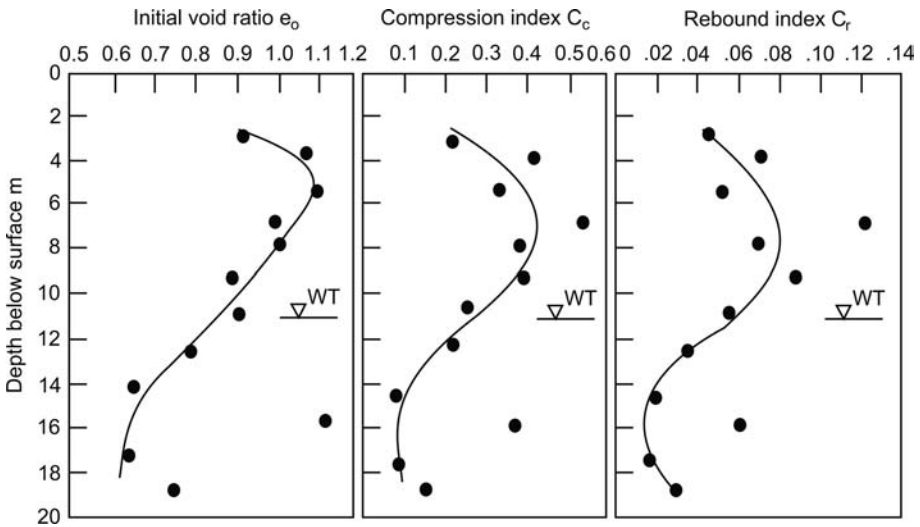 Initial void ratio eₒ
Compression index C꜀
Rebound index Cᵣ
0.5 0.6 0.7 0.8 0.9 1.0 1.1 1.2
0.1 0.2 0.3 0.4 0.5 0.6
0 .02 .04 .06 .08 .10 .12 .14
Depth below surface m
0
2
4
6
8
10
12
14
16
18
20
WT
WT
WT